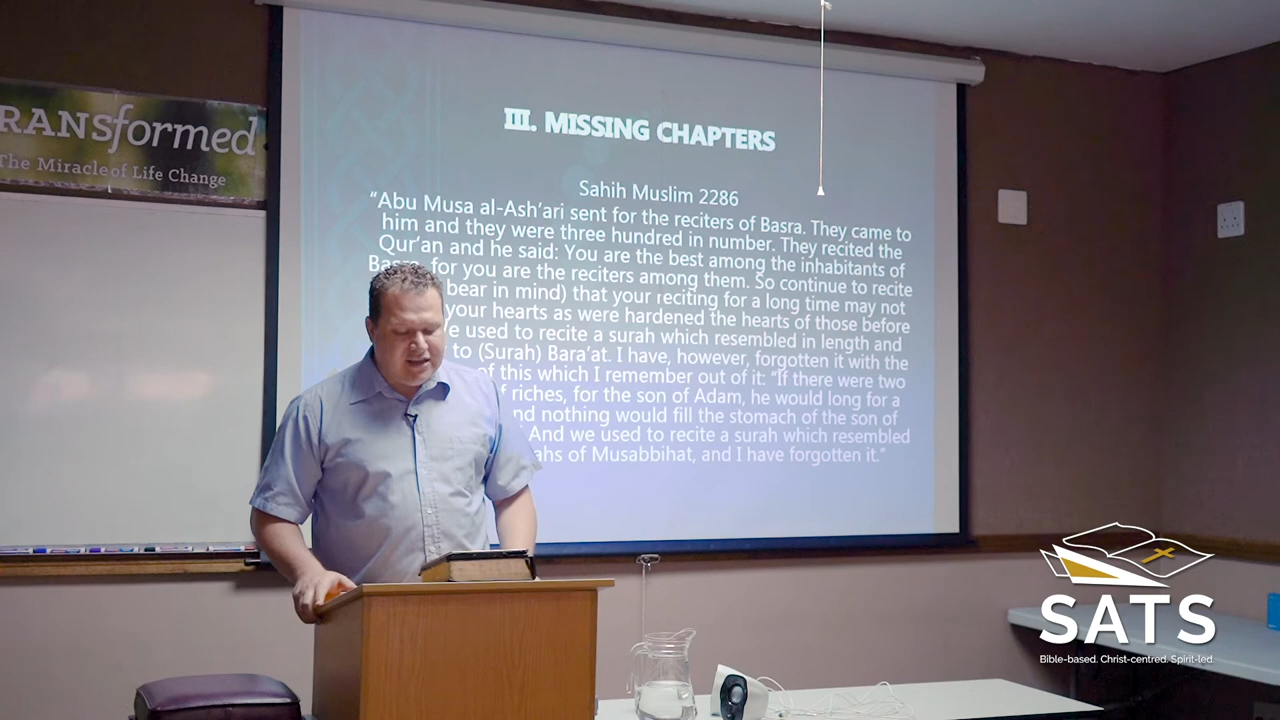 RANsformed
The Miracle of Life Change
III. MISSING CHAPTERS
Sahih Muslim 2286
“Abu Musa al-Ash’ari sent for the reciters of Basra. They came to
him and they were three hundred in number. They recited the
Qur’an and he said: You are the best among the inhabitants of
Basra, for you are the reciters among them. So continue to recite
bear in mind) that your reciting for a long time may not
your hearts as were hardened the hearts of those before
used to recite a surah which resembled in length and
to (Surah) Bara’at. I have, however, forgotten it with the
of this which I remember out of it: “If there were two
riches, for the son of Adam, he would long for a
nd nothing would fill the stomach of the son of
And we used to recite a surah which resembled
ahs of Musabbihat, and I have forgotten it.”
SATS
Bible-based. Christ-centred. Spirit-led.